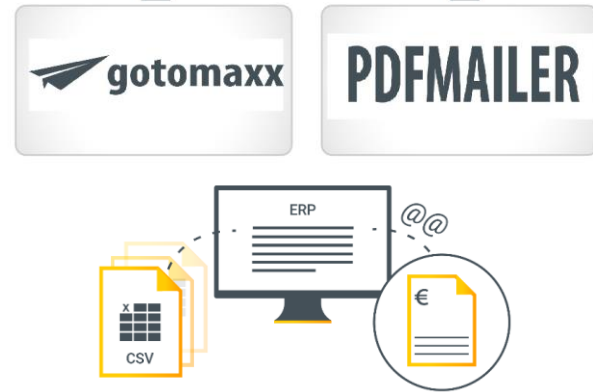 gotomaxx
PDFMAILER
ERP
@@
€
X
CSV